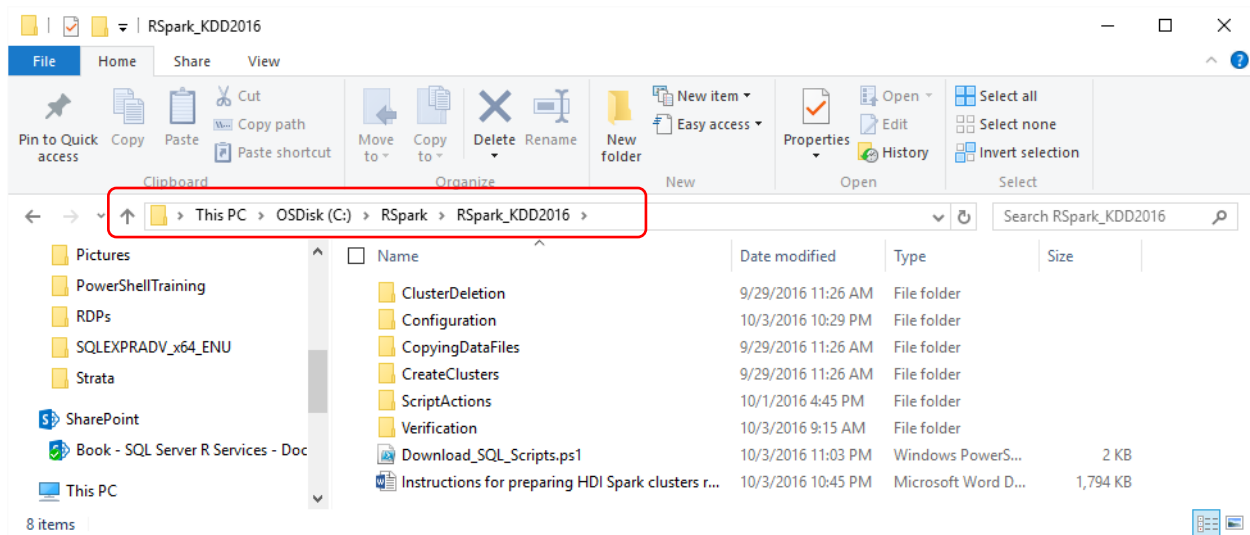 RSpark_KDD2016
File Home Share View
Pin to Quick access
Copy
Paste
Cut
Copy path
Paste shortcut
Clipboard
Move to
Copy to
Delete
Rename
Organize
New folder
New item
Easy access
New
Properties
Open
Edit
History
Open
Select all
Select none
Invert selection
Select
This PC > OSDisk (C:) > RSpark > RSpark_KDD2016 >
Search RSpark_KDD2016
Pictures
PowerShellTraining
RDPs
SQLEXPRADV_x64_ENU
Strata
SharePoint
Book - SQL Server R Services - Doc
This PC
Name Date modified Type Size
ClusterDeletion 9/29/2016 11:26 AM File folder
Configuration 10/3/2016 10:29 PM File folder
CopyingDataFiles 9/29/2016 11:26 AM File folder
CreateClusters 9/29/2016 11:26 AM File folder
ScriptActions 10/1/2016 4:45 PM File folder
Verification 10/3/2016 9:15 AM File folder
Download_SQL_Scripts.ps1 10/3/2016 11:03 PM Windows PowerS... 2 KB
Instructions for preparing HDI Spark clusters r... 10/3/2016 10:45 PM Microsoft Word D... 1,794 KB
8 items